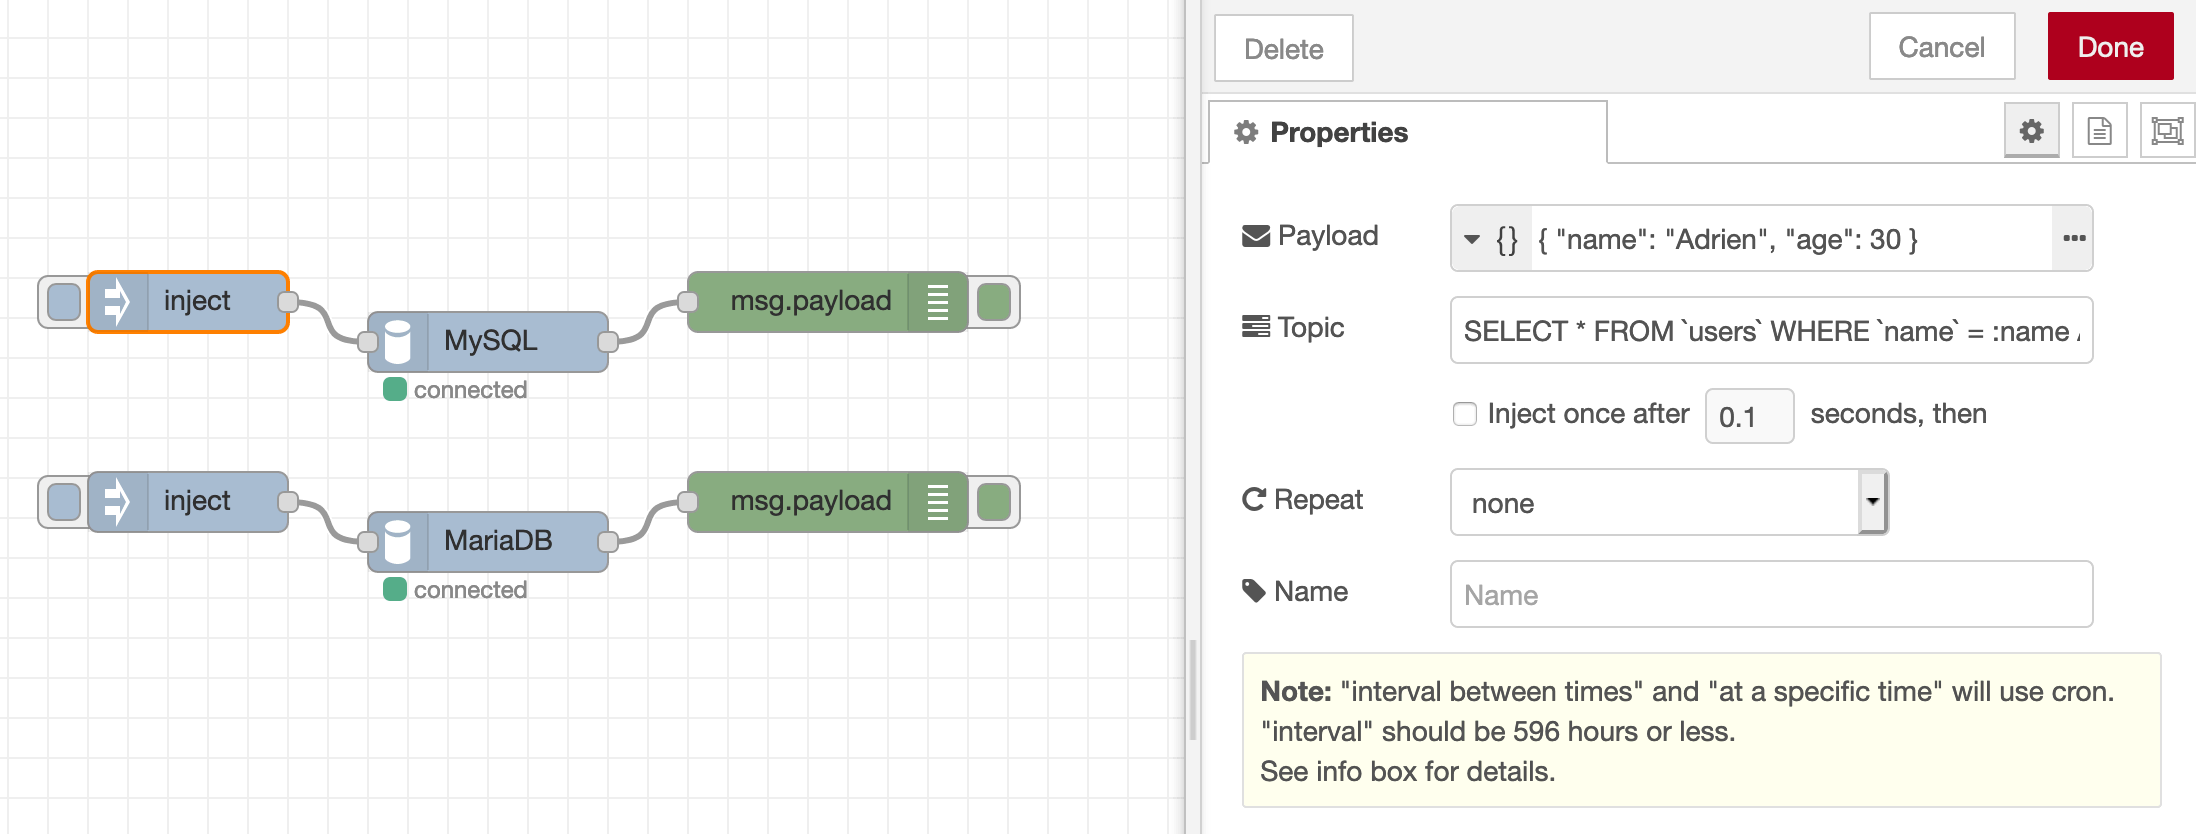 inject
MySQL
connected
msg.payload
inject
MariaDB
connected
msg.payload
Delete
Cancel
Done
Properties
Payload
{} { "name": "Adrien", "age": 30 }
Topic
SELECT * FROM `users` WHERE `name` = :name
Inject once after 0.1 seconds, then
Repeat
none
Name
Name
Note: "interval between times" and "at a specific time" will use cron.
"interval" should be 596 hours or less.
See info box for details.